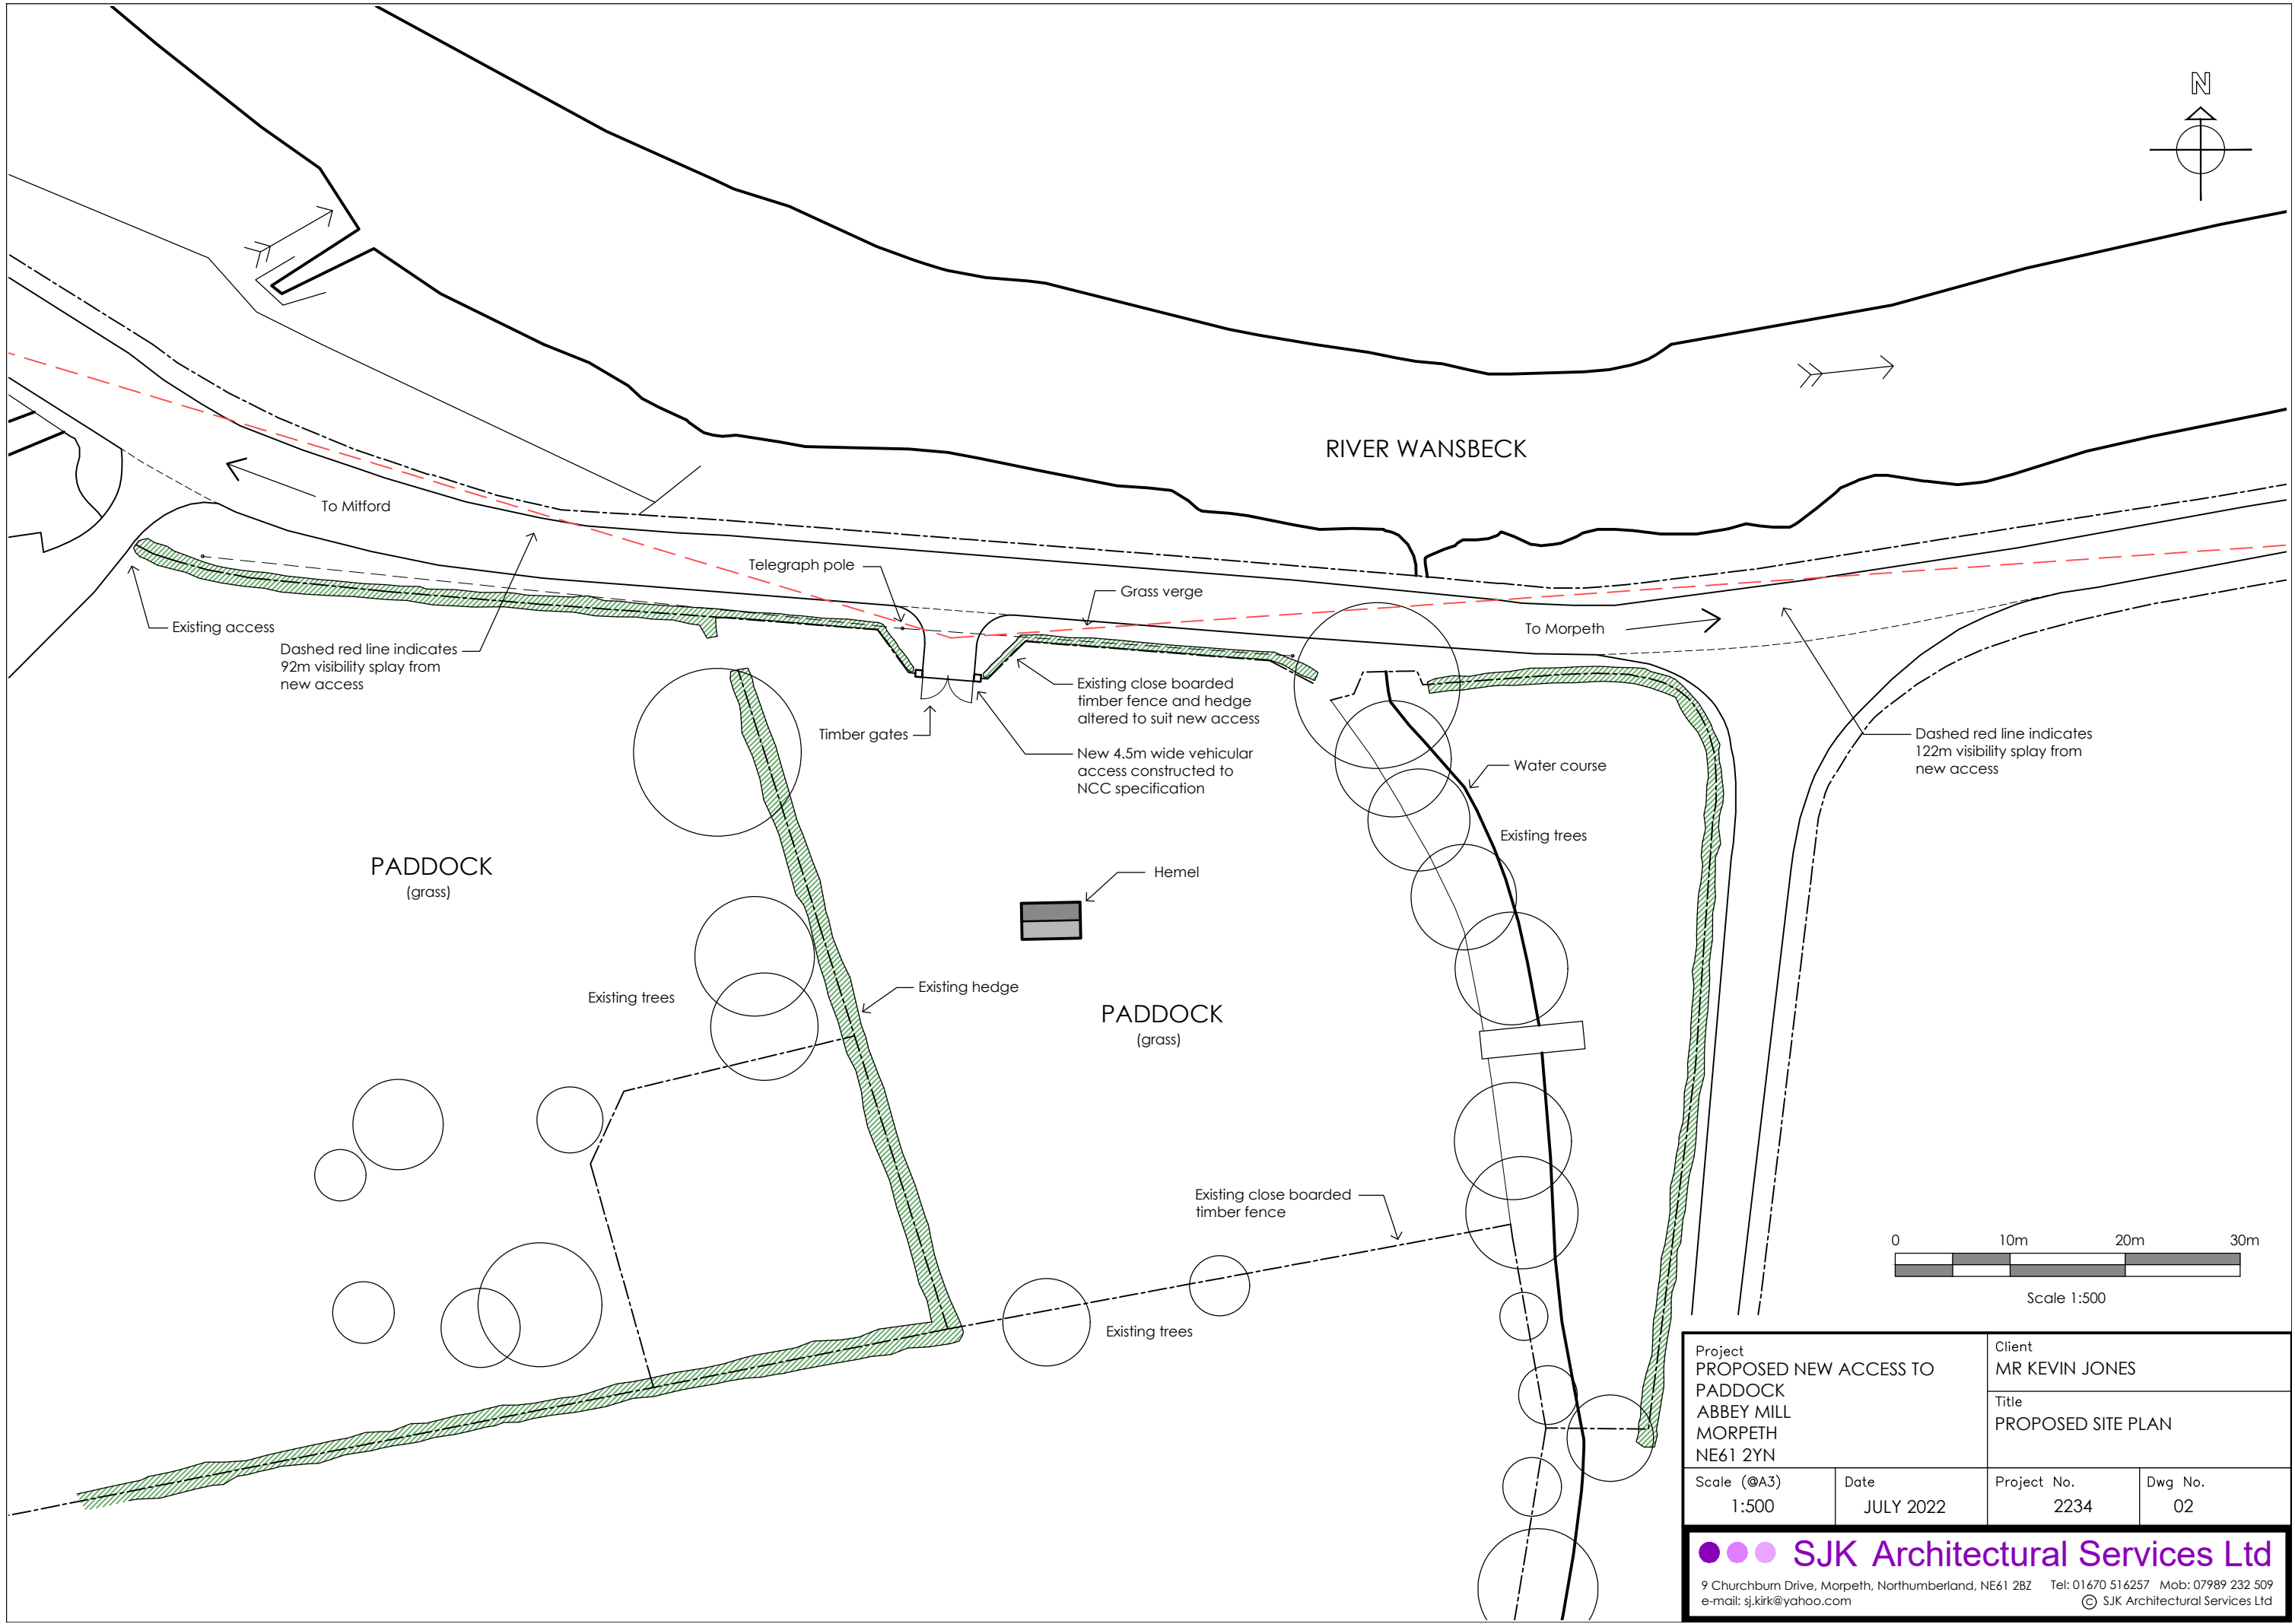 N
RIVER WANSBECK
To Mitford
Telegraph pole
Grass verge
Existing access
Dashed red line indicates
92m visibility splay from
new access
To Morpeth
Existing close boarded
timber fence and hedge
altered to suit new access
Timber gates
New 4.5m wide vehicular
access constructed to
NCC specification
Dashed red line indicates
122m visibility splay from
new access
Water course
Existing trees
PADDOCK
(grass)
Hemel
Existing hedge
Existing trees
PADDOCK
(grass)
Existing close boarded
timber fence
Existing trees
0 10m 20m 30m
Scale 1:500
Project
PROPOSED NEW ACCESS TO
PADDOCK
ABBEY MILL
MORPETH
NE61 2YN
Client
MR KEVIN JONES
Title
PROPOSED SITE PLAN
Scale (@A3)
1:500
Date
JULY 2022
Project No.
2234
Dwg No.
02
SJK Architectural Services Ltd
9 Churchburn Drive, Morpeth, Northumberland, NE61 2BZ Tel: 01670 516257 Mob: 07989 232 509
e-mail: sj.kirk@yahoo.com © SJK Architectural Services Ltd